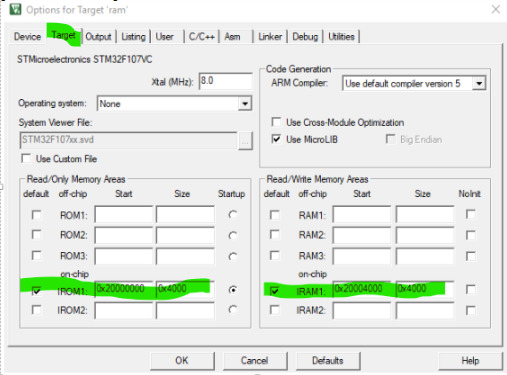 Options for Target 'ram'
Device Target Output Listing User C/C++ Asm Linker Debug Utilities
STMicroelectronics STM32F107VC
Xtal (MHz): 8.0
Operating system: None
System Viewer File:
STM32F107xx.svd ...
Use Custom File
Code Generation
ARM Compiler: Use default compiler version 5
Use Cross-Module Optimization
Use MicroLIB Big Endian
Read/Only Memory Areas
default off-chip Start Size Startup
ROM1:
ROM2:
ROM3:
on-chip
IROM1: 0x20000000 0x4000
IROM2:
Read/Write Memory Areas
default off-chip Start Size NoInit
RAM1:
RAM2:
RAM3:
on-chip
IRAM1: 0x20004000 0x4000
IRAM2:
OK Cancel Defaults Help